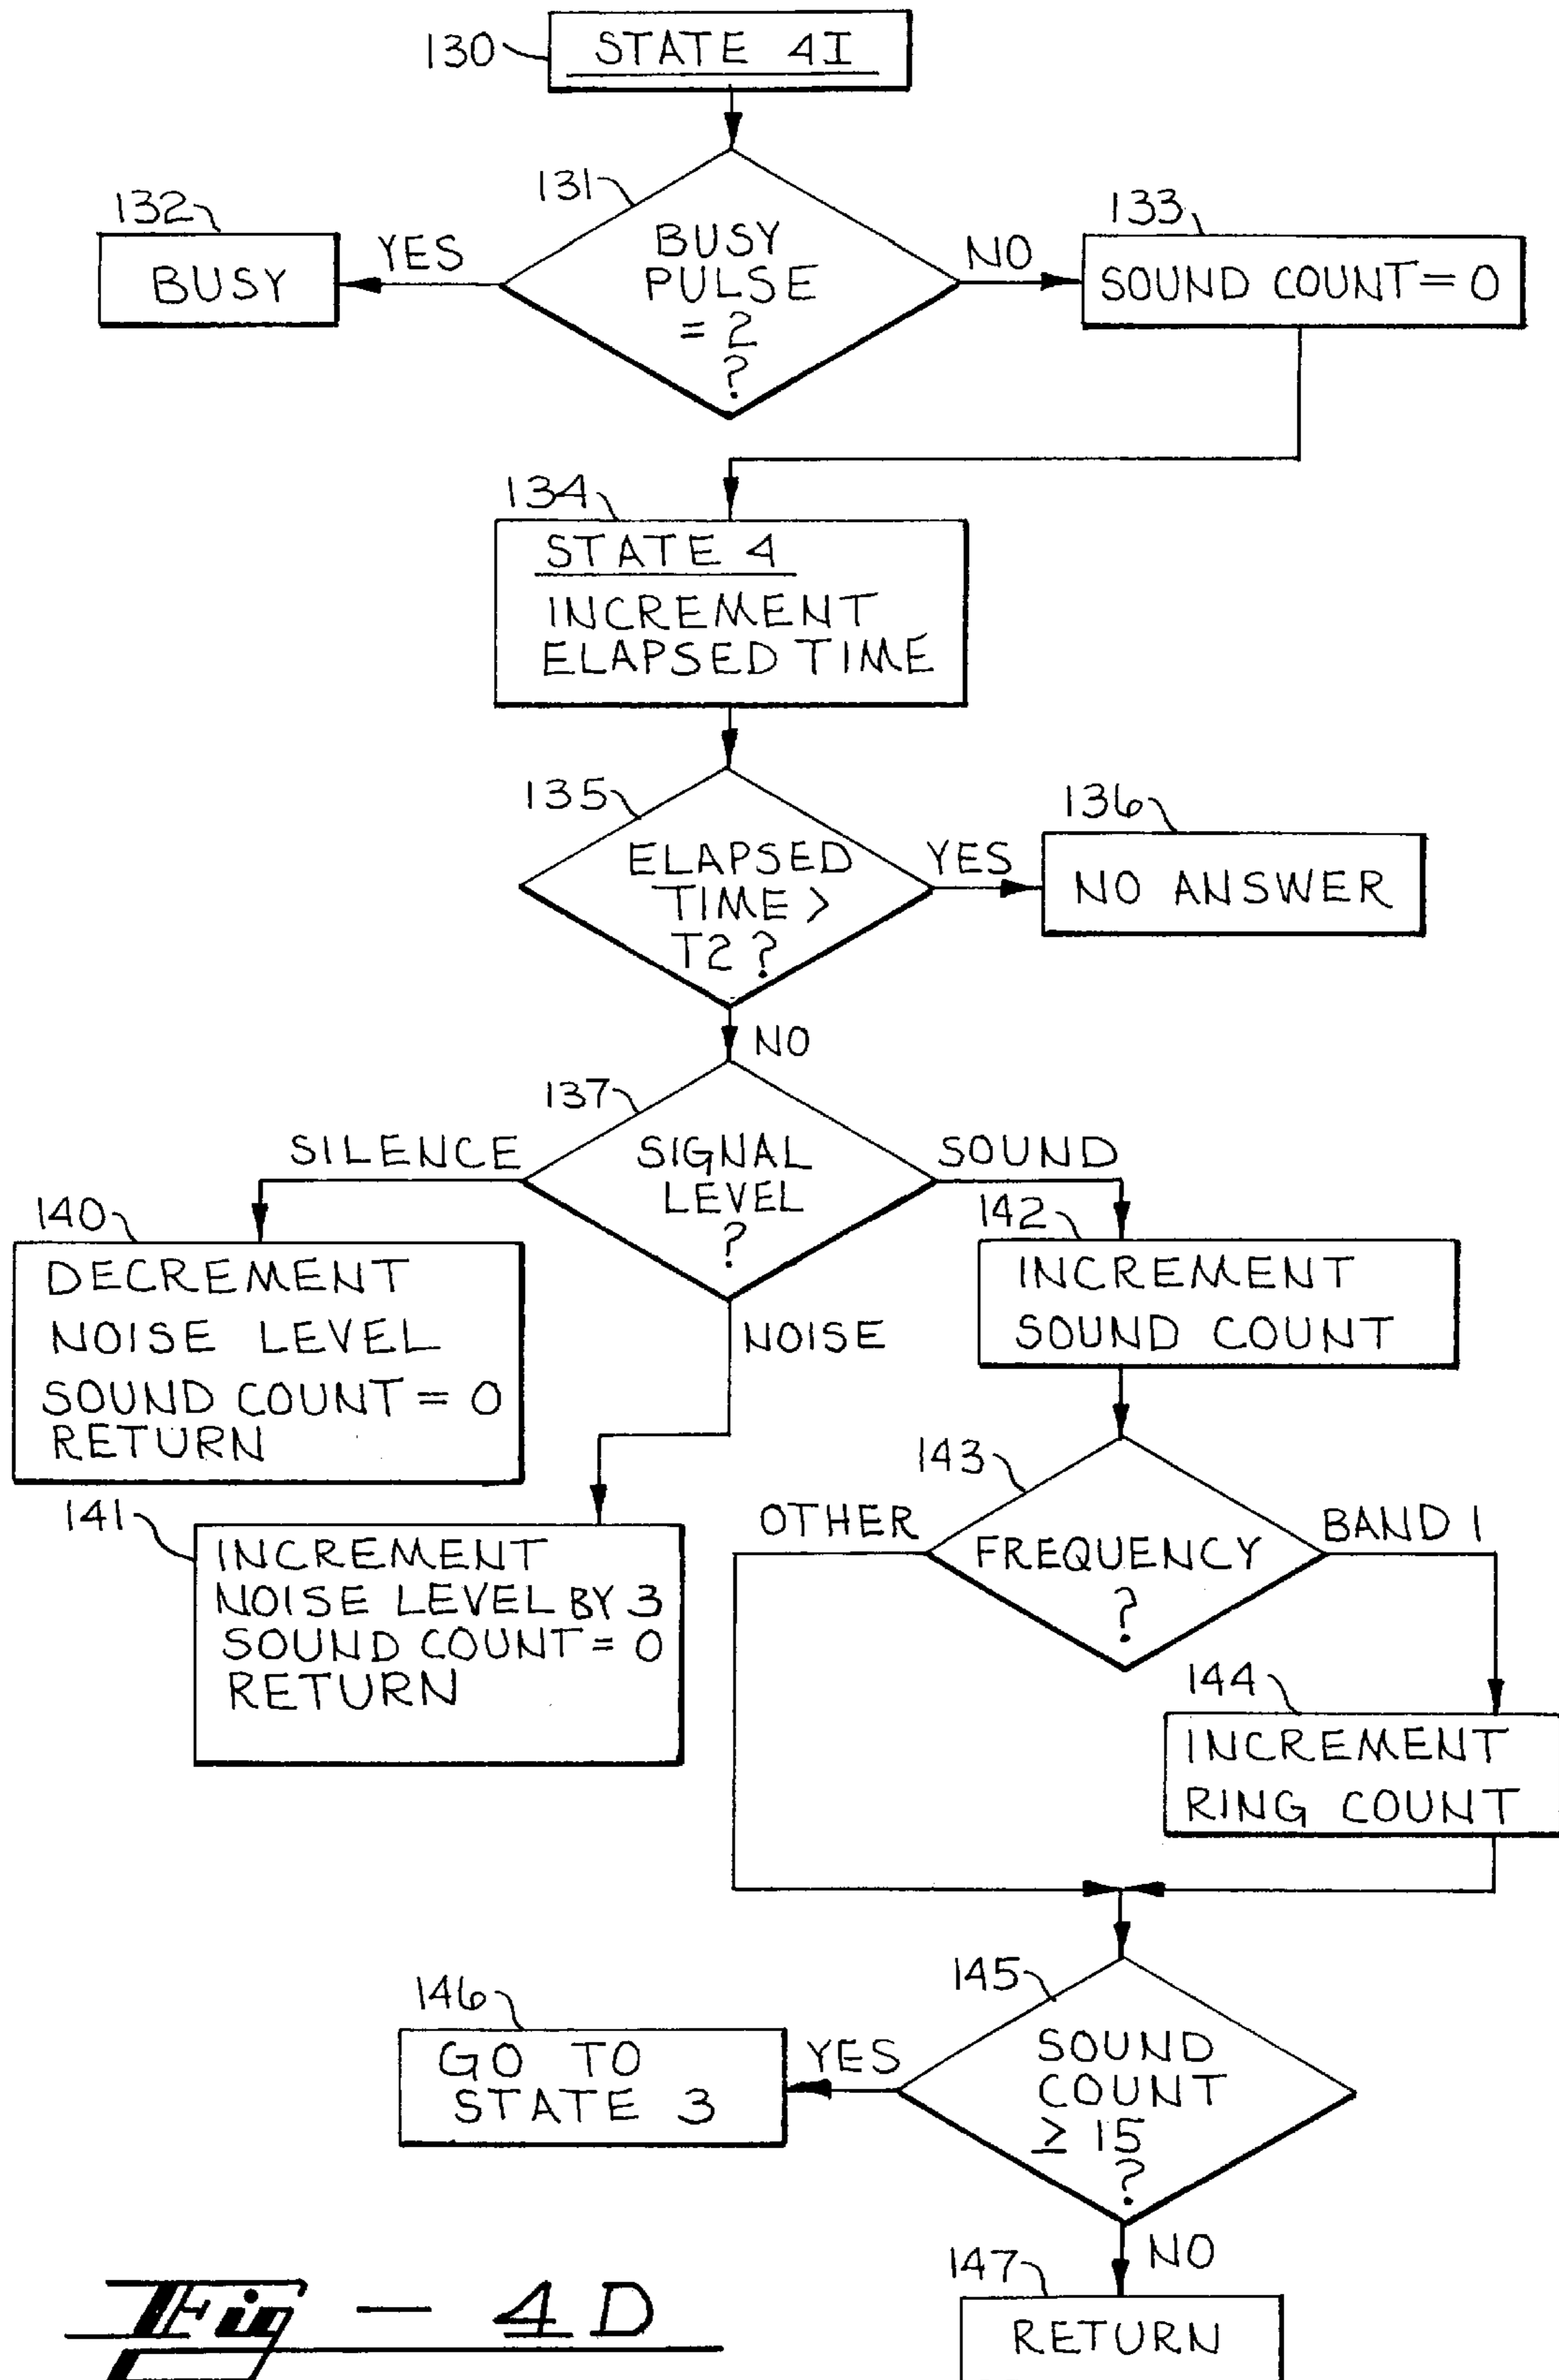 130
STATE 4I
131
132
133
BUSY
PULSE
= 2
?
YES
NO
BUSY
SOUND COUNT = 0
134
STATE 4
INCREMENT
ELAPSED TIME
135
136
ELAPSED
TIME >
T2 ?
YES
NO ANSWER
NO
137
SILENCE
SIGNAL
LEVEL
?
SOUND
140
142
DECREMENT
NOISE LEVEL
SOUND COUNT = 0
RETURN
NOISE
INCREMENT
SOUND COUNT
141
INCREMENT
NOISE LEVEL BY 3
SOUND COUNT = 0
RETURN
143
OTHER
FREQUENCY
?
BAND 1
144
INCREMENT
RING COUNT
145
146
GO TO
STATE 3
YES
SOUND
COUNT
≥ 15
?
NO
147
RETURN
Fig - 4D